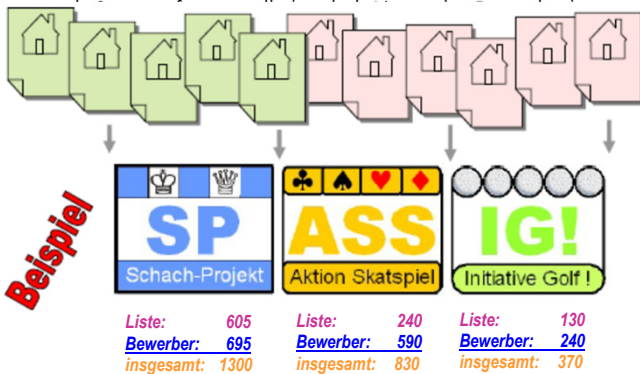 Beispiel
SP
Schach-Projekt
ASS
Aktion Skatspiel
IG!
Initiative Golf !
Liste: 605
Bewerber: 695
insgesamt: 1300
Liste: 240
Bewerber: 590
insgesamt: 830
Liste: 130
Bewerber: 240
insgesamt: 370